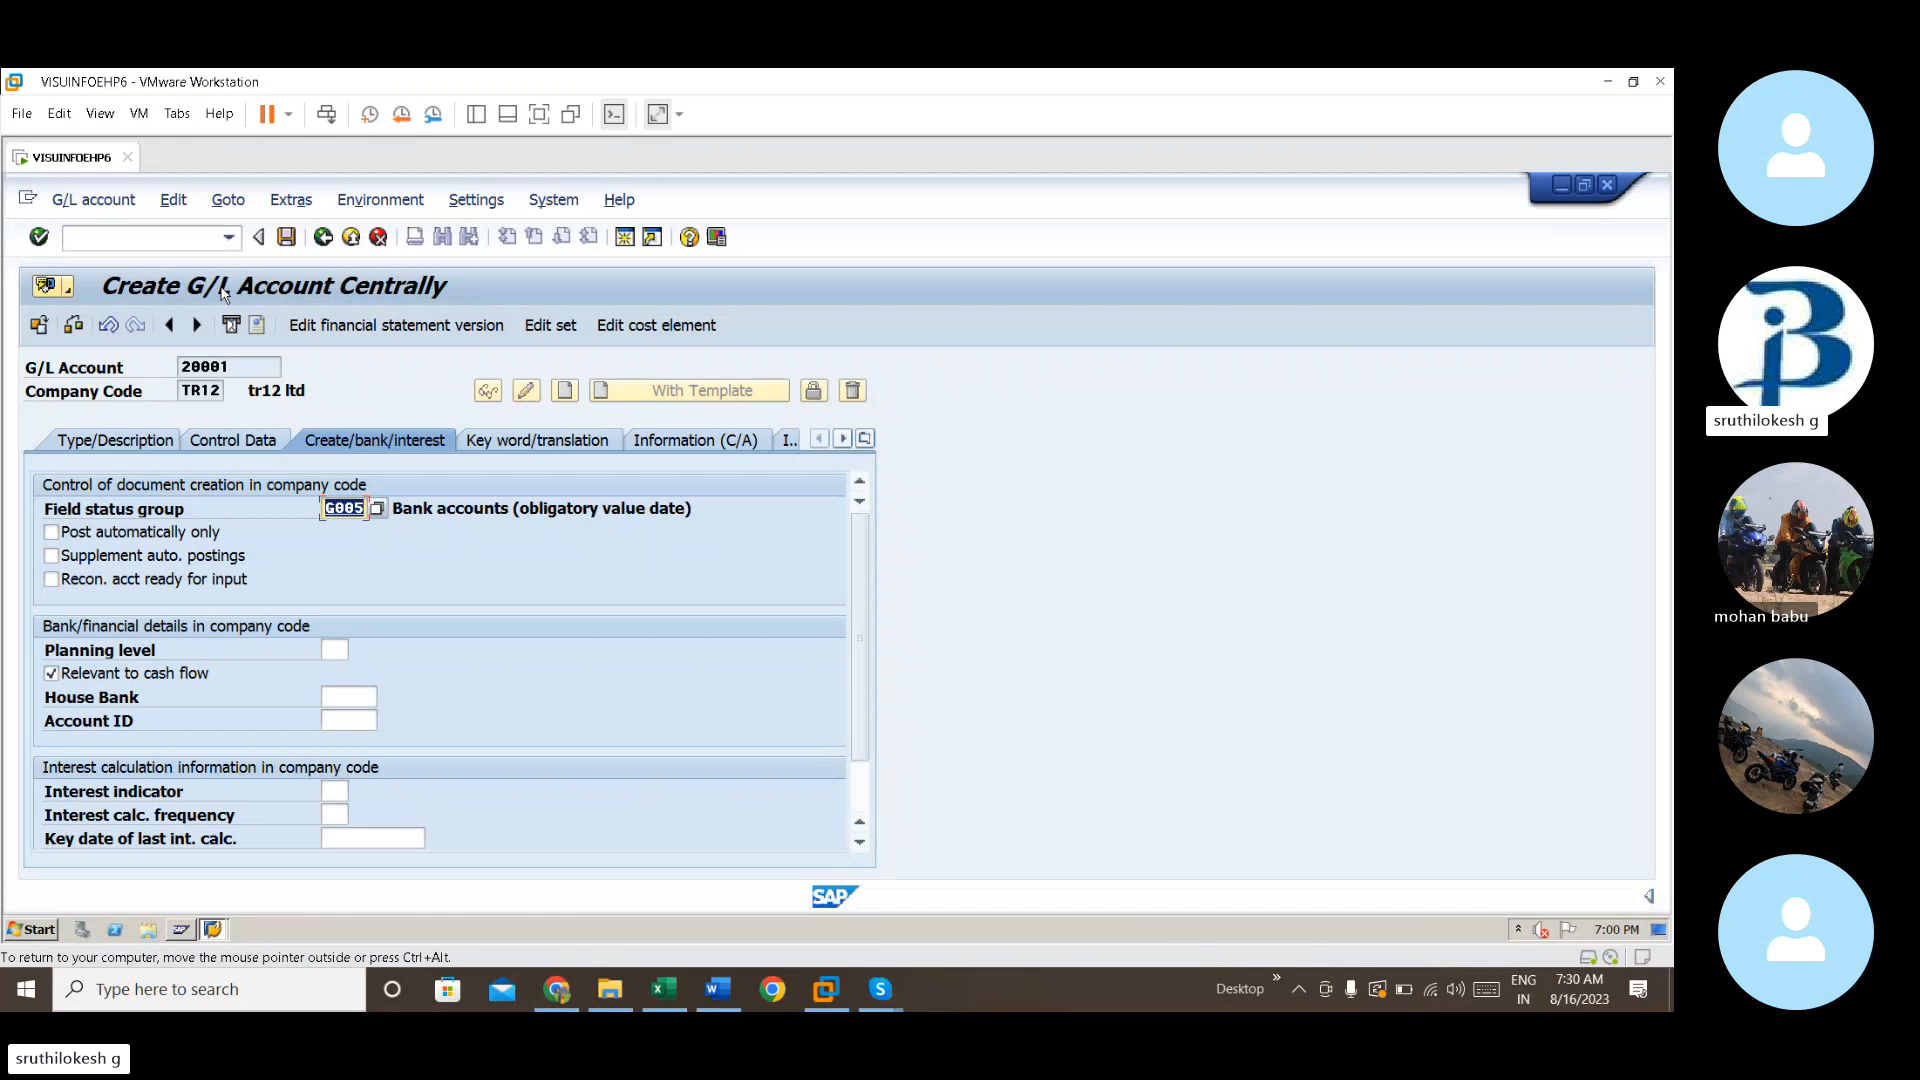 VISUINFOEHP6 - VMware Workstation
File Edit View VM Tabs Help
VISUINFOEHP6
G/L account Edit Goto Extras Environment Settings System Help
Create G/L Account Centrally
Edit financial statement version Edit set Edit cost element
G/L Account 20001
Company Code TR12 tr12 ltd With Template
Type/Description Control Data Create/bank/interest Key word/translation Information (C/A) I..
Control of document creation in company code
Field status group G005 Bank accounts (obligatory value date)
Post automatically only
Supplement auto. postings
Recon. acct ready for input
Bank/financial details in company code
Planning level
Relevant to cash flow
House Bank
Account ID
Interest calculation information in company code
Interest indicator
Interest calc. frequency
Key date of last int. calc.
SAP
Start 7:00 PM
To return to your computer, move the mouse pointer outside or press Ctrl+Alt.
Type here to search Desktop ENG IN 7:30 AM 8/16/2023
sruthilokesh g
mohan babu
sruthilokesh g